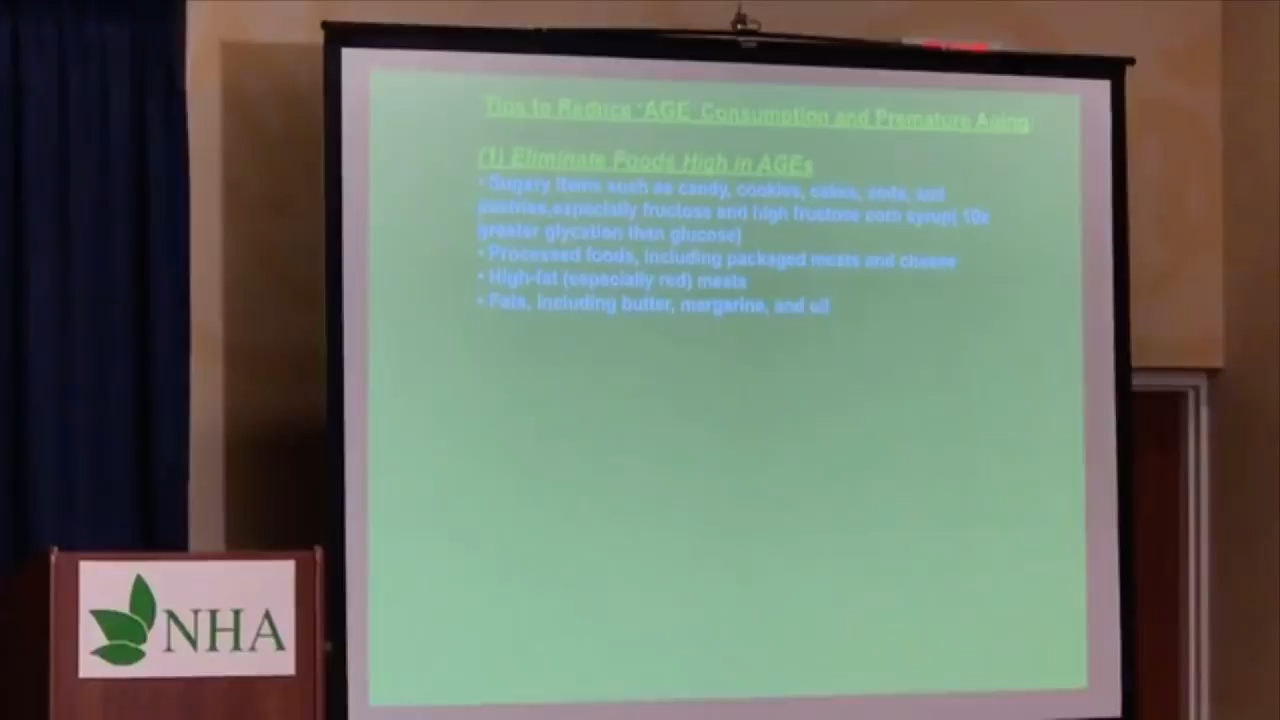 Tips to Reduce 'AGE' Consumption and Premature Aging
(1) Eliminate Foods High in AGEs
• Sugary items such as candy, cookies, cakes, soda, and
pastries,especially fructose and high fructose corn syrup( 10x
greater glycation than glucose)
• Processed foods, including packaged meats and cheese
• High-fat (especially red) meats
• Fats, including butter, margarine, and oil
NHA